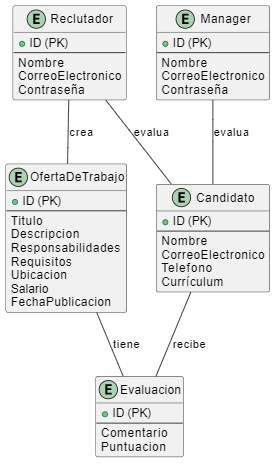 E Reclutador
ID (PK)
Nombre
CorreoElectronico
Contraseña
E Manager
ID (PK)
Nombre
CorreoElectronico
Contraseña
crea
evalua
evalua
E OfertaDeTrabajo
ID (PK)
Titulo
Descripcion
Responsabilidades
Requisitos
Ubicacion
Salario
FechaPublicacion
E Candidato
ID (PK)
Nombre
CorreoElectronico
Telefono
Currículum
tiene
recibe
E Evaluacion
ID (PK)
Comentario
Puntuacion